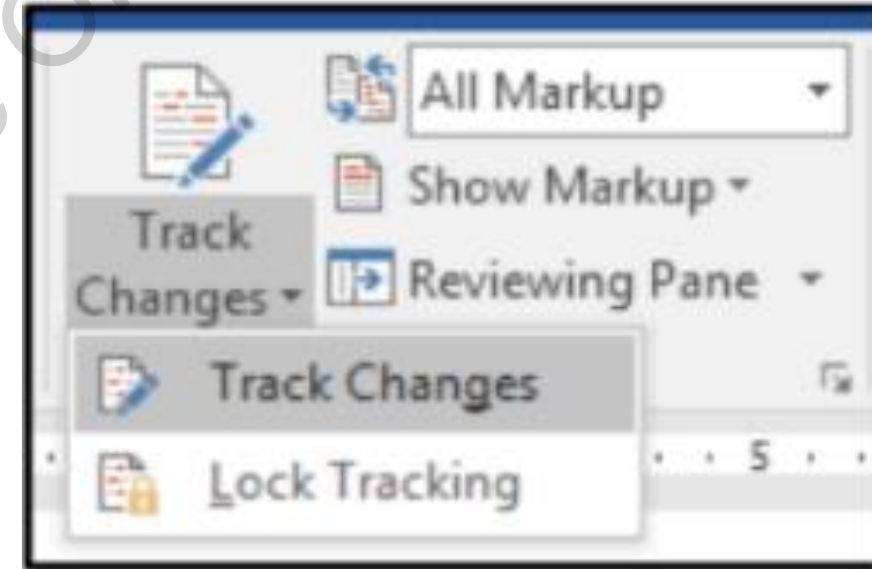 All Markup
Show Markup
Track
Changes
Reviewing Pane
Track Changes
Lock Tracking
5